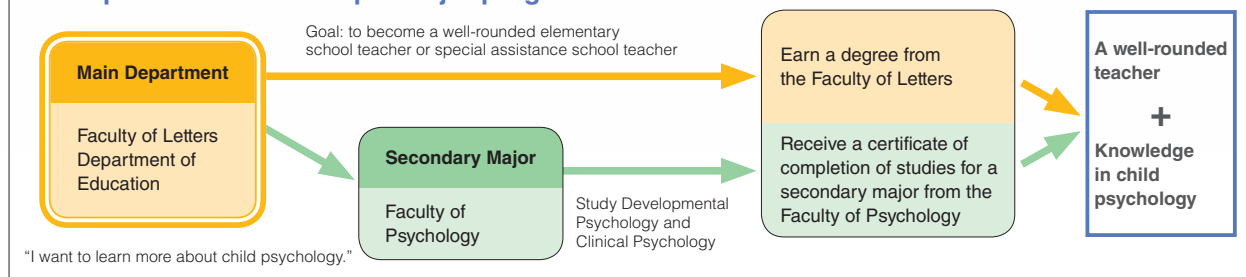 Goal: to become a well-rounded elementary
school teacher or special assistance school teacher
Main Department
Faculty of Letters
Department of
Education
"I want to learn more about child psychology."
Secondary Major
Faculty of
Psychology
Study Developmental
Psychology and
Clinical Psychology
Earn a degree from
the Faculty of Letters
Receive a certificate of
completion of studies for a
secondary major from the
Faculty of Psychology
A well-rounded
teacher
+
Knowledge
in child
psychology